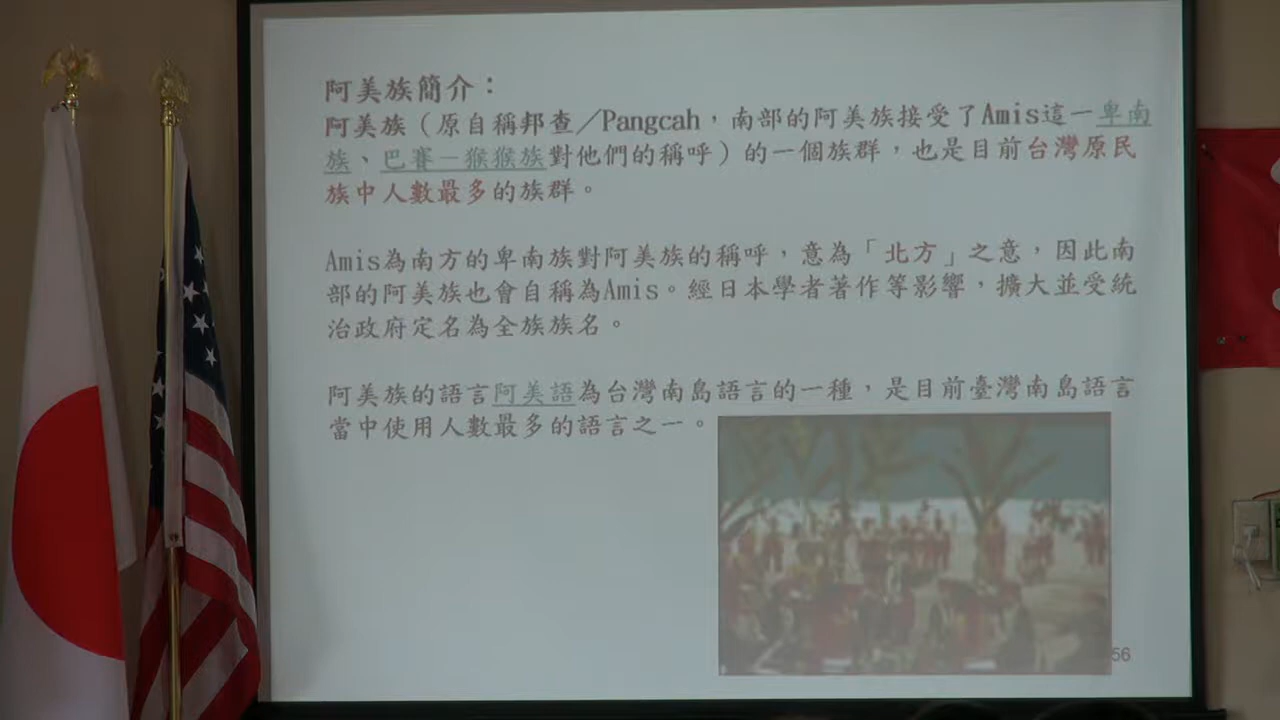 阿美族簡介：
阿美族（原自稱邦查／Pangcah，南部的阿美族接受了Amis這一卑南
族、巴賽－猴猴族對他們的稱呼）的一個族群，也是目前台灣原民
族中人數最多的族群。
Amis為南方的卑南族對阿美族的稱呼，意為「北方」之意，因此南
部的阿美族也會自稱為Amis。經日本學者著作等影響，擴大並受統
治政府定名為全族族名。
阿美族的語言阿美語為台灣南島語言的一種，是目前臺灣南島語言
當中使用人數最多的語言之一。
56